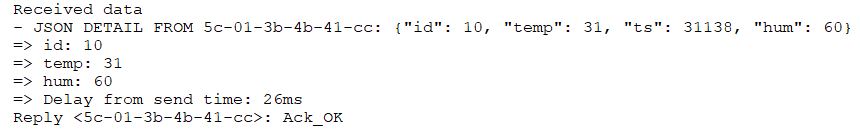 Received data
- JSON DETAIL FROM 5c-01-3b-4b-41-cc: {"id": 10, "temp": 31, "ts": 31138, "hum": 60}
=> id: 10
=> temp: 31
=> hum: 60
=> Delay from send time: 26ms
Reply <5c-01-3b-4b-41-cc>: Ack_OK